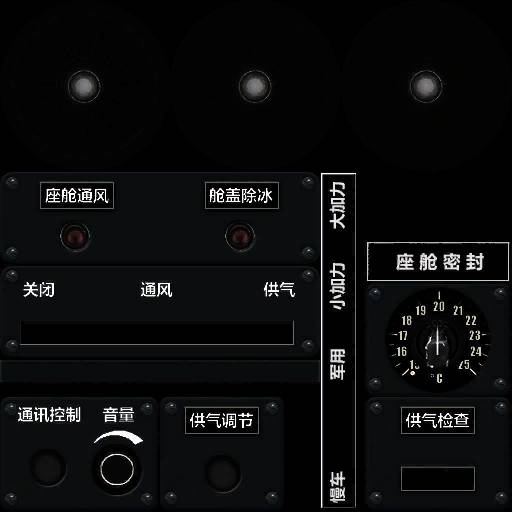 座舱通风
舱盖除冰
大加力
小加力
军用
慢车
座舱密封
关闭
通风
供气
15 16 17 18 19 20 21 22 23 24 25
°C
通讯控制
音量
供气调节
供气检查